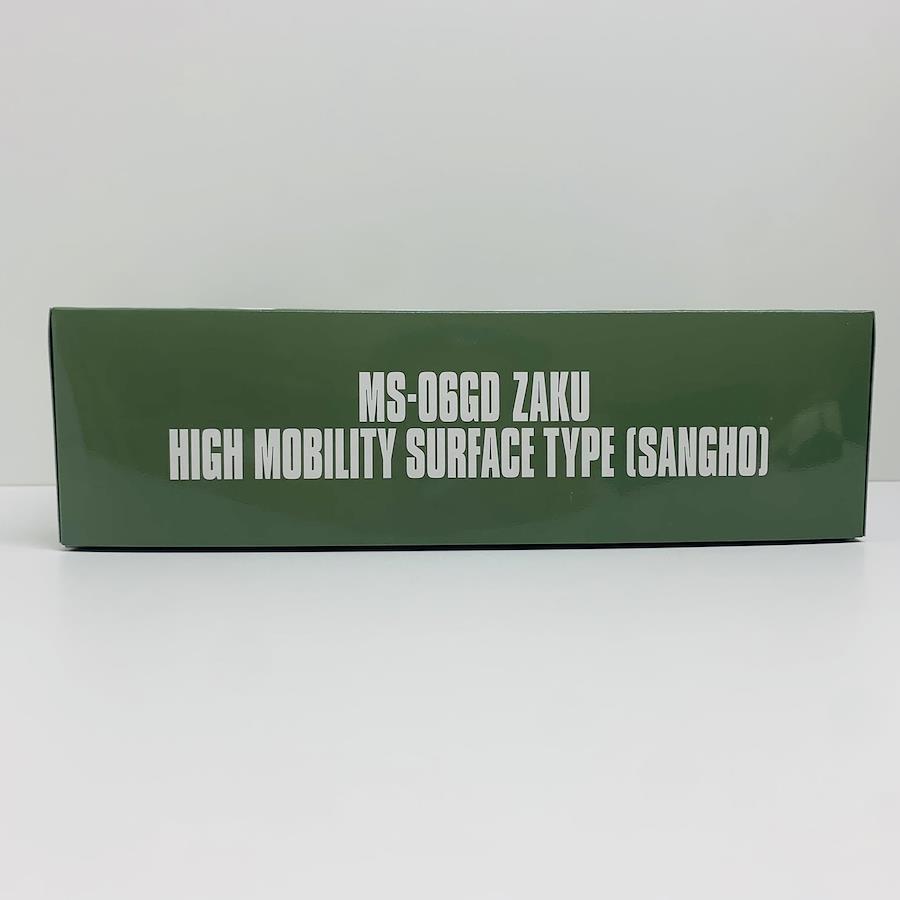 MS-06GD ZAKU
HIGH MOBILITY SURFACE TYPE (SANGHO)